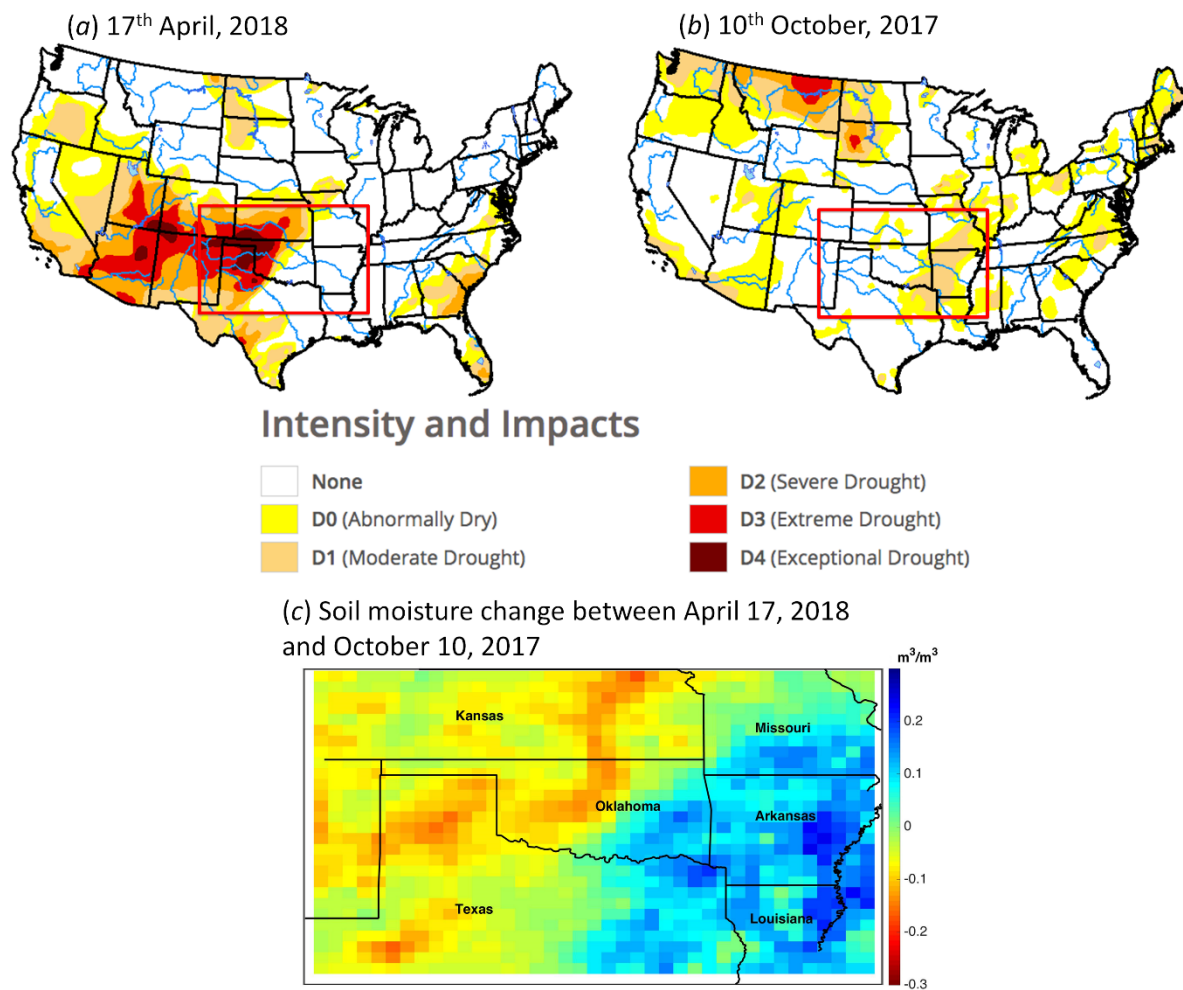 (a) 17th April, 2018
(b) 10th October, 2017
Intensity and Impacts
None
D0 (Abnormally Dry)
D1 (Moderate Drought)
D2 (Severe Drought)
D3 (Extreme Drought)
D4 (Exceptional Drought)
(c) Soil moisture change between April 17, 2018
and October 10, 2017
m³/m³
Kansas
Missouri
Oklahoma
Arkansas
Texas
Louisiana
0.2
0.1
0
-0.1
-0.2
-0.3